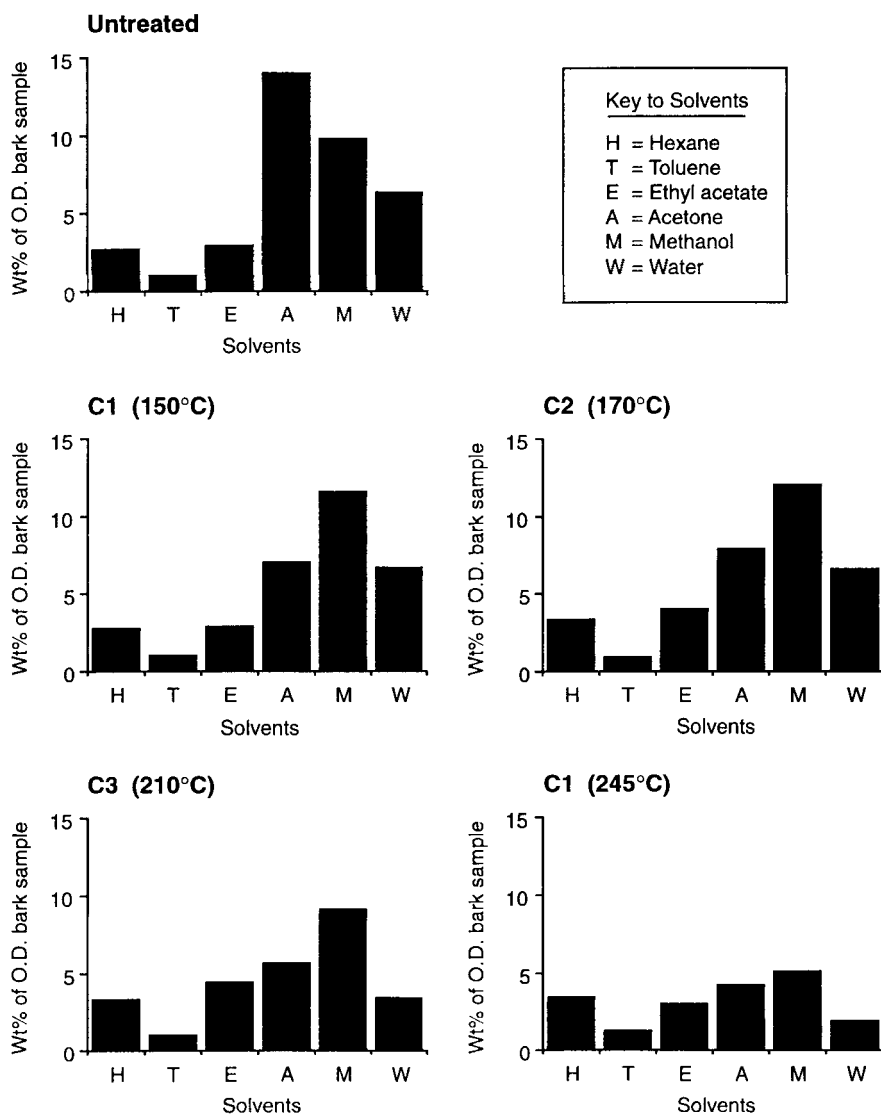 Untreated
Wt% of O.D. bark sample
15
10
5
0
H T E A M W
Solvents
Key to Solvents
H = Hexane
T = Toluene
E = Ethyl acetate
A = Acetone
M = Methanol
W = Water
C1 (150°C)
Wt% of O.D. bark sample
15
10
5
0
H T E A M W
Solvents
C2 (170°C)
Wt% of O.D. bark sample
15
10
5
0
H T E A M W
Solvents
C3 (210°C)
Wt% of O.D. bark sample
15
10
5
0
H T E A M W
Solvents
C1 (245°C)
Wt% of O.D. bark sample
15
10
5
0
H T E A M W
Solvents